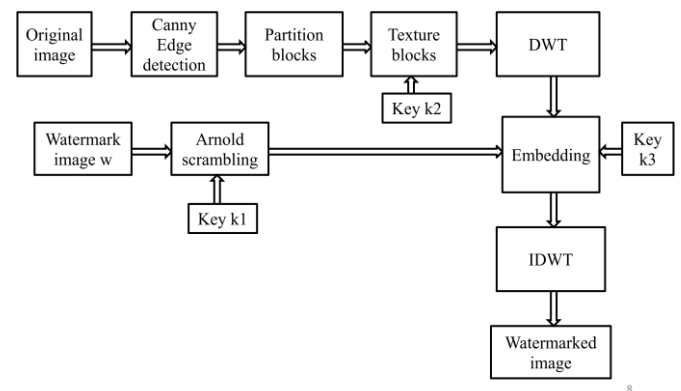 Original
image
Canny
Edge
detection
Partition
blocks
Texture
blocks
DWT
Key k2
Watermark
image w
Arnold
scrambling
Embedding
Key
k3
Key k1
IDWT
Watermarked
image
8